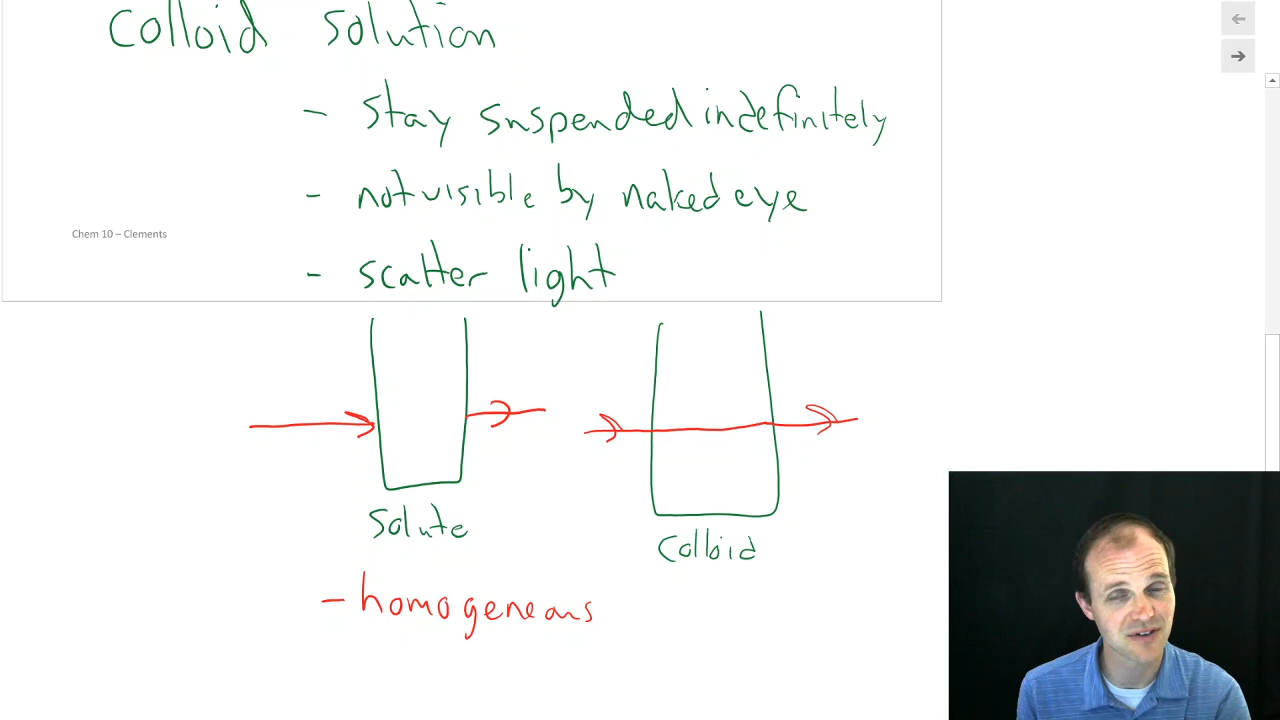 Colloid solution
- stay suspended indefinitely
- not visible by naked eye
Chem 10 – Clements
- scatter light
Solute
Colloid
- homogeneous